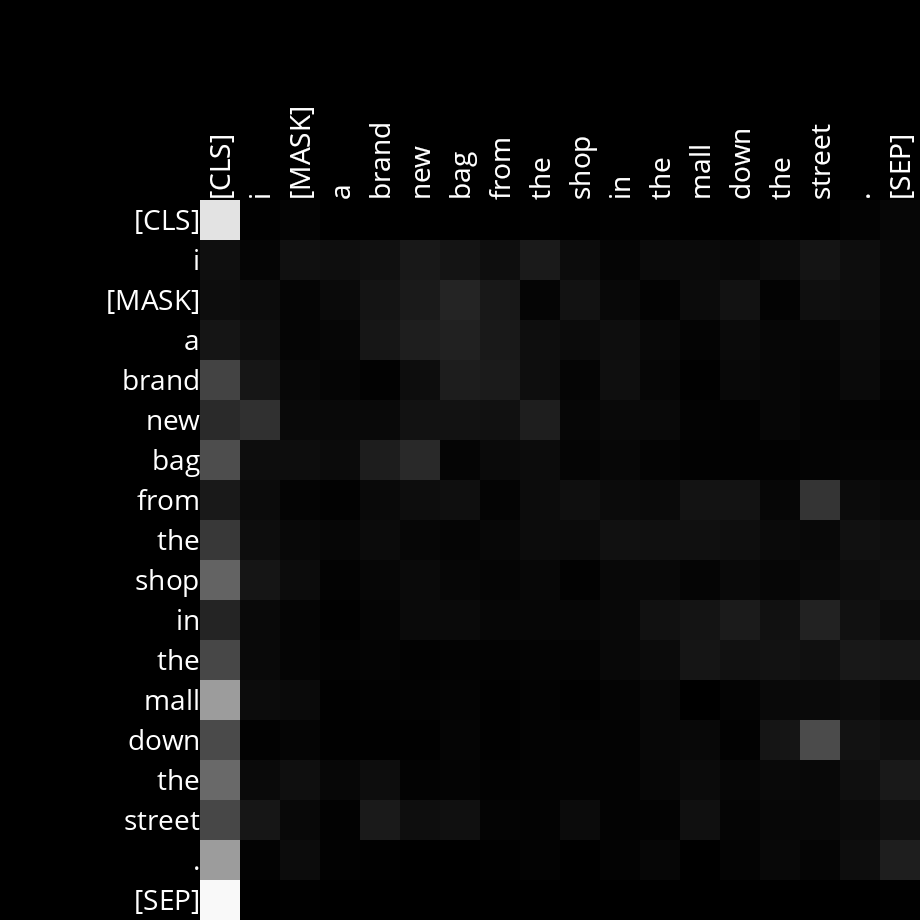 [CLS] i [MASK] a brand new bag from the shop in the mall down the street . [SEP]
[CLS]
i
[MASK]
a
brand
new
bag
from
the
shop
in
the
mall
down
the
street
.
[SEP]